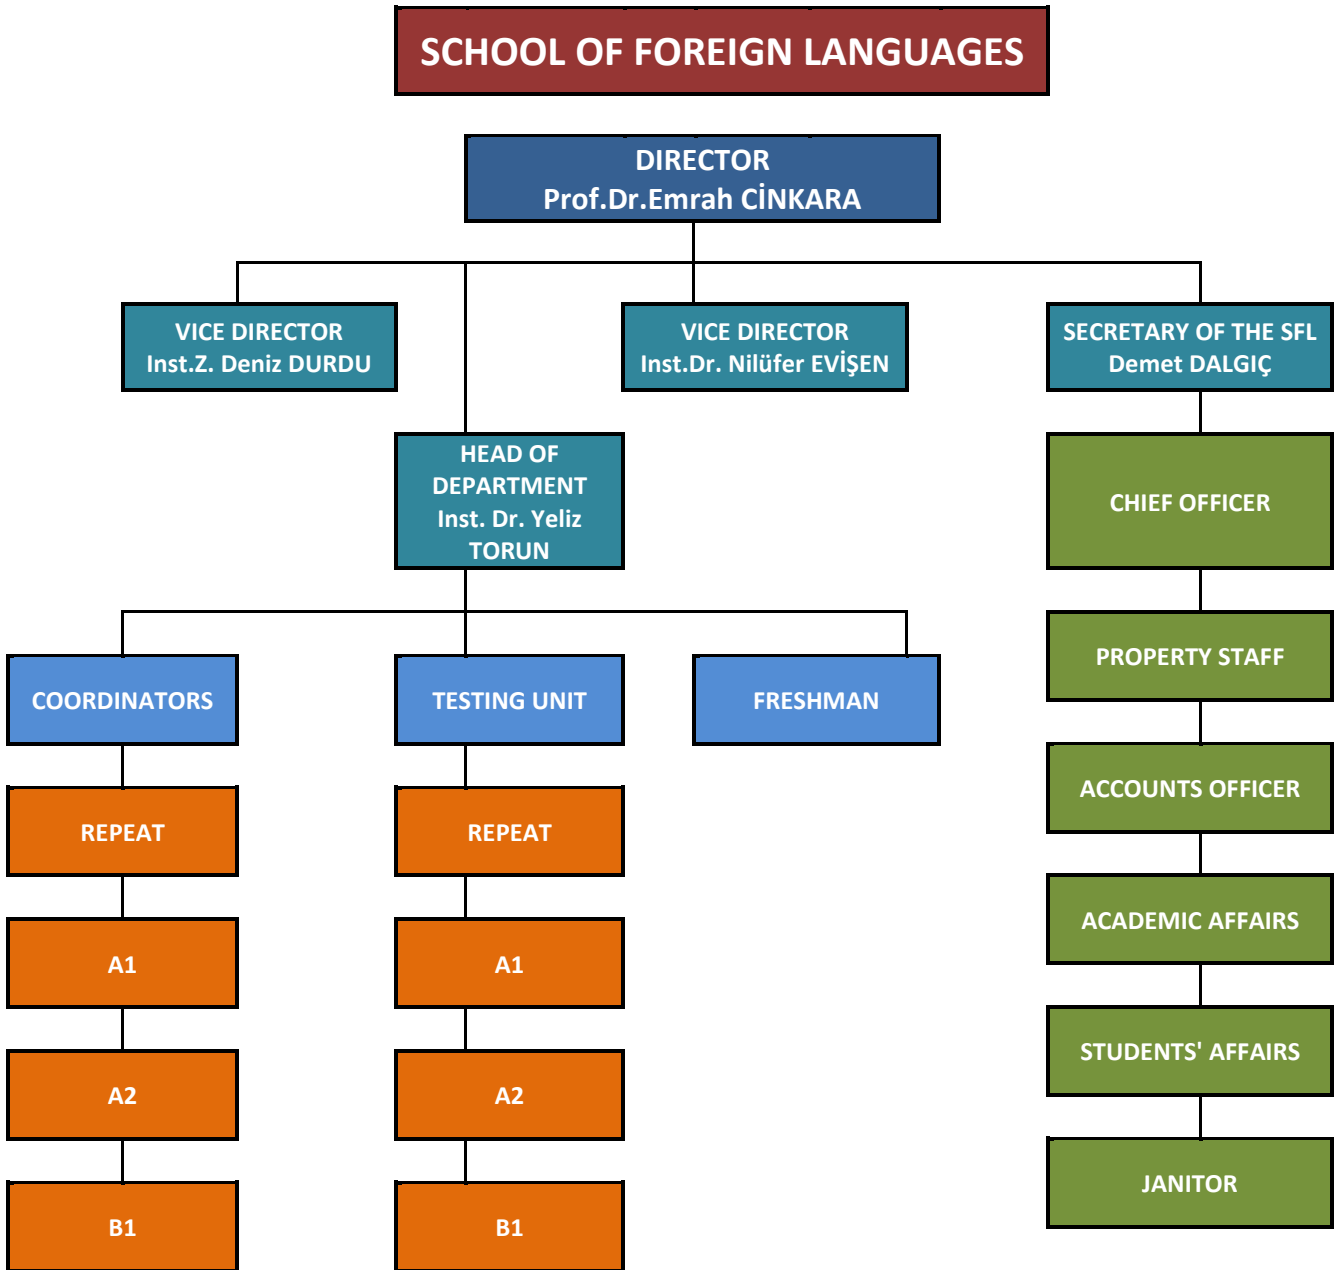 SCHOOL OF FOREIGN LANGUAGES
DIRECTOR
Prof.Dr.Emrah CİNKARA
VICE DIRECTOR
Inst.Z. Deniz DURDU
VICE DIRECTOR
Inst.Dr. Nilüfer EVİŞEN
SECRETARY OF THE SFL
Demet DALGIÇ
HEAD OF
DEPARTMENT
Inst. Dr. Yeliz
TORUN
CHIEF OFFICER
PROPERTY STAFF
COORDINATORS
TESTING UNIT
FRESHMAN
ACCOUNTS OFFICER
REPEAT
REPEAT
ACADEMIC AFFAIRS
A1
A1
STUDENTS' AFFAIRS
A2
A2
JANITOR
B1
B1